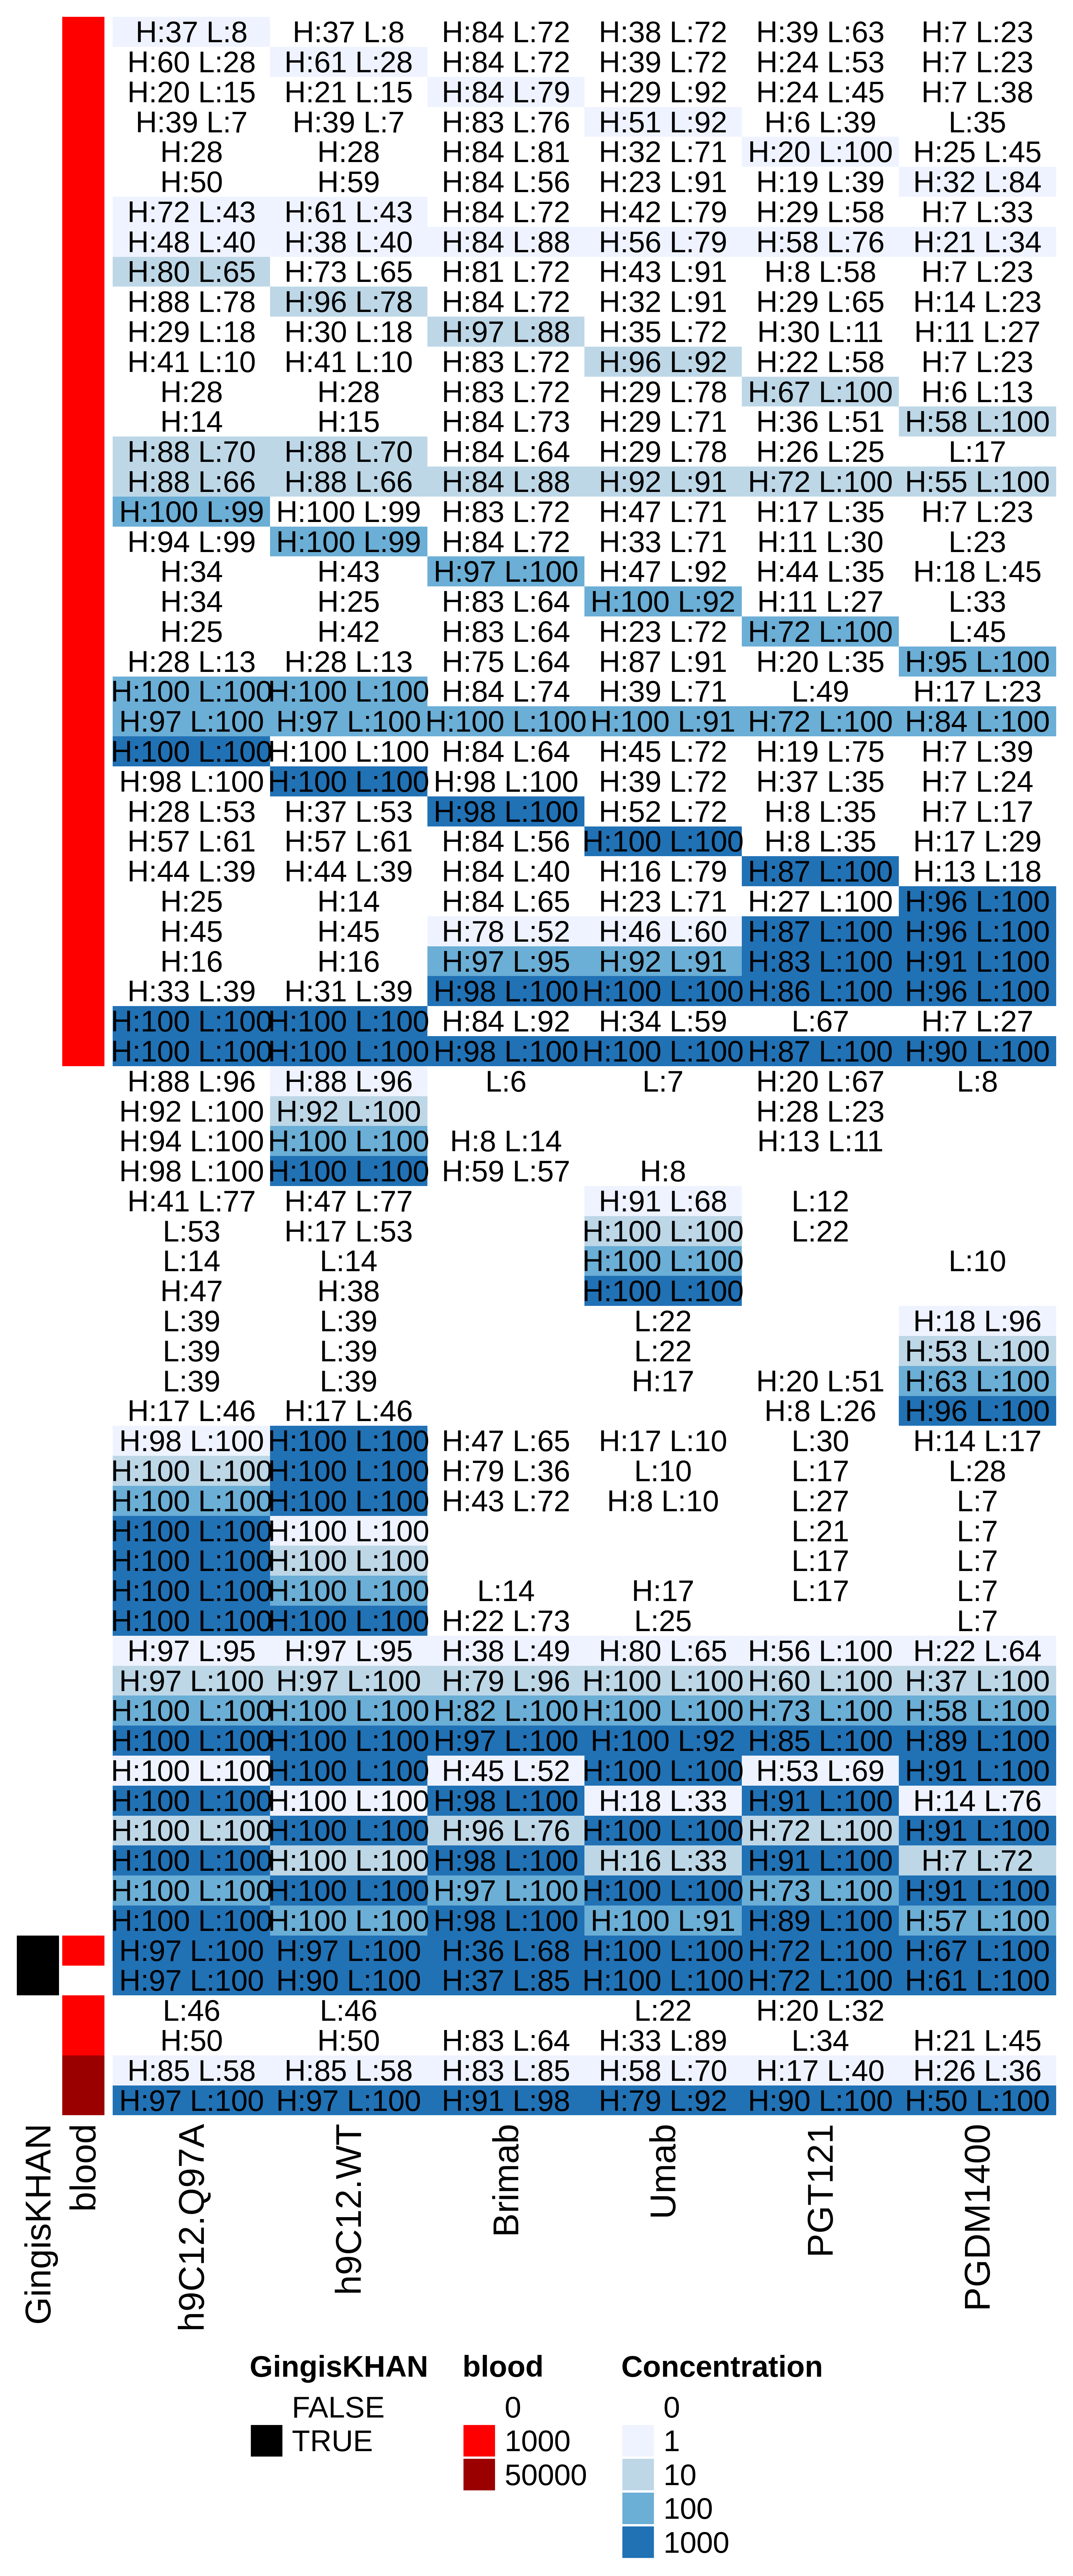 H:37 L:8 H:37 L:8 H:84 L:72 H:38 L:72 H:39 L:63 H:7 L:23
H:60 L:28 H:61 L:28 H:84 L:72 H:39 L:72 H:24 L:53 H:7 L:23
H:20 L:15 H:21 L:15 H:84 L:79 H:29 L:92 H:24 L:45 H:7 L:38
H:39 L:7 H:39 L:7 H:83 L:76 H:51 L:92 H:6 L:39 L:35
H:28 H:28 H:84 L:81 H:32 L:71 H:20 L:100 H:25 L:45
H:50 H:59 H:84 L:56 H:23 L:91 H:19 L:39 H:32 L:84
H:72 L:43 H:61 L:43 H:84 L:72 H:42 L:79 H:29 L:58 H:7 L:33
H:48 L:40 H:38 L:40 H:84 L:88 H:56 L:79 H:58 L:76 H:21 L:34
H:80 L:65 H:73 L:65 H:81 L:72 H:43 L:91 H:8 L:58 H:7 L:23
H:88 L:78 H:96 L:78 H:84 L:72 H:32 L:91 H:29 L:65 H:14 L:23
H:29 L:18 H:30 L:18 H:97 L:88 H:35 L:72 H:30 L:11 H:11 L:27
H:41 L:10 H:41 L:10 H:83 L:72 H:96 L:92 H:22 L:58 H:7 L:23
H:28 H:28 H:83 L:72 H:29 L:78 H:67 L:100 H:6 L:13
H:14 H:15 H:84 L:73 H:29 L:71 H:36 L:51 H:58 L:100
H:88 L:70 H:88 L:70 H:84 L:64 H:29 L:78 H:26 L:25 L:17
H:88 L:66 H:88 L:66 H:84 L:88 H:92 L:91 H:72 L:100 H:55 L:100
H:100 L:99 H:100 L:99 H:83 L:72 H:47 L:71 H:17 L:35 H:7 L:23
H:94 L:99 H:100 L:99 H:84 L:72 H:33 L:71 H:11 L:30 L:23
H:34 H:43 H:97 L:100 H:47 L:92 H:44 L:35 H:18 L:45
H:34 H:25 H:83 L:64 H:100 L:92 H:11 L:27 L:33
H:25 H:42 H:83 L:64 H:23 L:72 H:72 L:100 L:45
H:28 L:13 H:28 L:13 H:75 L:64 H:87 L:91 H:20 L:35 H:95 L:100
H:100 L:100 H:100 L:100 H:84 L:74 H:39 L:71 L:49 H:17 L:23
H:97 L:100 H:97 L:100 H:100 L:100 H:100 L:91 H:72 L:100 H:84 L:100
H:100 L:100 H:100 L:100 H:84 L:64 H:45 L:72 H:19 L:75 H:7 L:39
H:98 L:100 H:100 L:100 H:98 L:100 H:39 L:72 H:37 L:35 H:7 L:24
H:28 L:53 H:37 L:53 H:98 L:100 H:52 L:72 H:8 L:35 H:7 L:17
H:57 L:61 H:57 L:61 H:84 L:56 H:100 L:100 H:8 L:35 H:17 L:29
H:44 L:39 H:44 L:39 H:84 L:40 H:16 L:79 H:87 L:100 H:13 L:18
H:25 H:14 H:84 L:65 H:23 L:71 H:27 L:100 H:96 L:100
H:45 H:45 H:78 L:52 H:46 L:60 H:87 L:100 H:96 L:100
H:16 H:16 H:97 L:95 H:92 L:91 H:83 L:100 H:91 L:100
H:33 L:39 H:31 L:39 H:98 L:100 H:100 L:100 H:86 L:100 H:96 L:100
H:100 L:100 H:100 L:100 H:84 L:92 H:34 L:59 L:67 H:7 L:27
H:100 L:100 H:100 L:100 H:98 L:100 H:100 L:100 H:87 L:100 H:90 L:100
H:88 L:96 H:88 L:96 L:6 L:7 H:20 L:67 L:8
H:92 L:100 H:92 L:100 H:28 L:23
H:94 L:100 H:100 L:100 H:8 L:14 H:13 L:11
H:98 L:100 H:100 L:100 H:59 L:57 H:8
H:41 L:77 H:47 L:77 H:91 L:68 L:12
L:53 H:17 L:53 H:100 L:100 L:22
L:14 L:14 H:100 L:100 L:10
H:47 H:38 H:100 L:100
L:39 L:39 L:22 H:18 L:96
L:39 L:39 L:22 H:53 L:100
L:39 L:39 H:17 H:20 L:51 H:63 L:100
H:17 L:46 H:17 L:46 H:8 L:26 H:96 L:100
H:98 L:100 H:100 L:100 H:47 L:65 H:17 L:10 L:30 H:14 L:17
H:100 L:100 H:100 L:100 H:79 L:36 L:10 L:17 L:28
H:100 L:100 H:100 L:100 H:43 L:72 H:8 L:10 L:27 L:7
H:100 L:100 H:100 L:100 L:21 L:7
H:100 L:100 H:100 L:100 L:17 L:7
H:100 L:100 H:100 L:100 L:14 H:17 L:17 L:7
H:100 L:100 H:100 L:100 H:22 L:73 L:25 L:7
H:97 L:95 H:97 L:95 H:38 L:49 H:80 L:65 H:56 L:100 H:22 L:64
H:97 L:100 H:97 L:100 H:79 L:96 H:100 L:100 H:60 L:100 H:37 L:100
H:100 L:100 H:100 L:100 H:82 L:100 H:100 L:100 H:73 L:100 H:58 L:100
H:100 L:100 H:100 L:100 H:97 L:100 H:100 L:92 H:85 L:100 H:89 L:100
H:100 L:100 H:100 L:100 H:45 L:52 H:100 L:100 H:53 L:69 H:91 L:100
H:100 L:100 H:100 L:100 H:98 L:100 H:18 L:33 H:91 L:100 H:14 L:76
H:100 L:100 H:100 L:100 H:96 L:76 H:100 L:100 H:72 L:100 H:91 L:100
H:100 L:100 H:100 L:100 H:98 L:100 H:16 L:33 H:91 L:100 H:7 L:72
H:100 L:100 H:100 L:100 H:97 L:100 H:100 L:100 H:73 L:100 H:91 L:100
H:100 L:100 H:100 L:100 H:98 L:100 H:100 L:91 H:89 L:100 H:57 L:100
H:97 L:100 H:97 L:100 H:36 L:68 H:100 L:100 H:72 L:100 H:67 L:100
H:97 L:100 H:90 L:100 H:37 L:85 H:100 L:100 H:72 L:100 H:61 L:100
L:46 L:46 L:22 H:20 L:32
H:50 H:50 H:83 L:64 H:33 L:89 L:34 H:21 L:45
H:85 L:58 H:85 L:58 H:83 L:85 H:58 L:70 H:17 L:40 H:26 L:36
H:97 L:100 H:97 L:100 H:91 L:98 H:79 L:92 H:90 L:100 H:50 L:100
GingisKHAN blood h9C12.Q97A h9C12.WT Brimab Umab PGT121 PGDM1400
GingisKHAN blood Concentration
FALSE 0 0
TRUE 1000 1
50000 10
100
1000